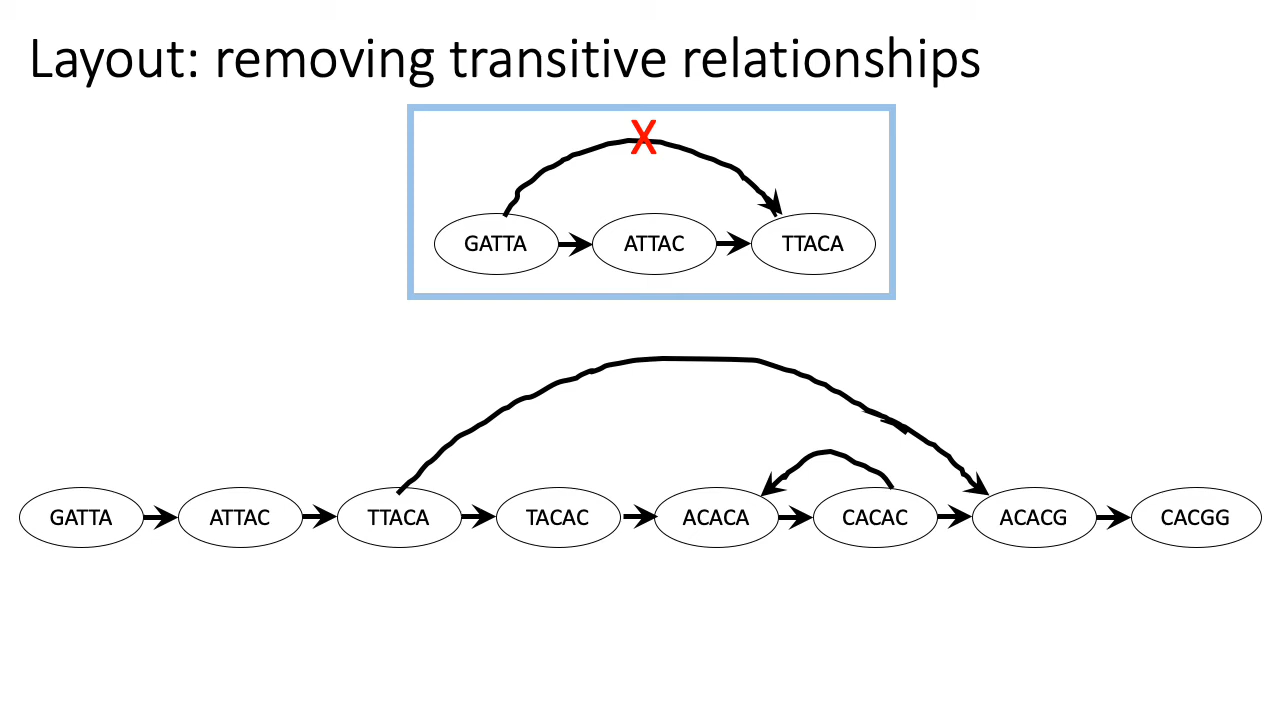 Layout: removing transitive relationships
X
GATTA ATTAC TTACA
GATTA ATTAC TTACA TACAC ACACA CACAC ACACG CACGG